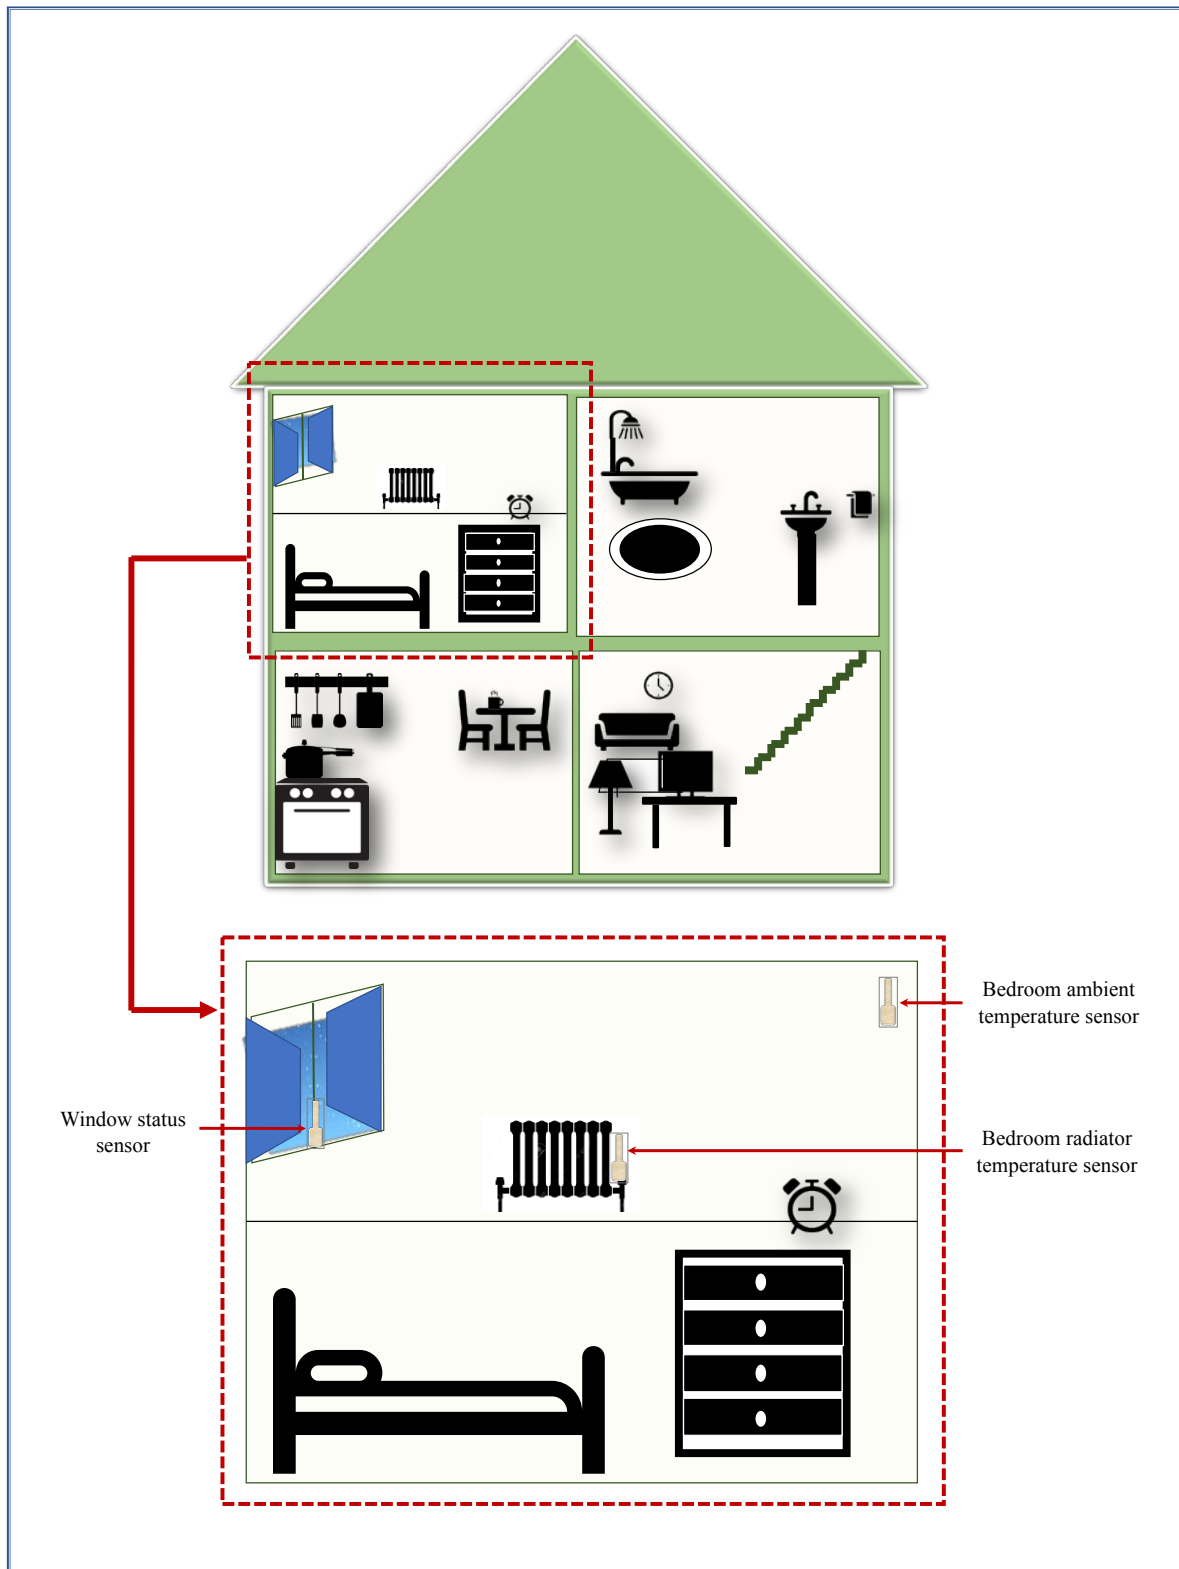 Bedroom ambient
temperature sensor
Window status
sensor
Bedroom radiator
temperature sensor